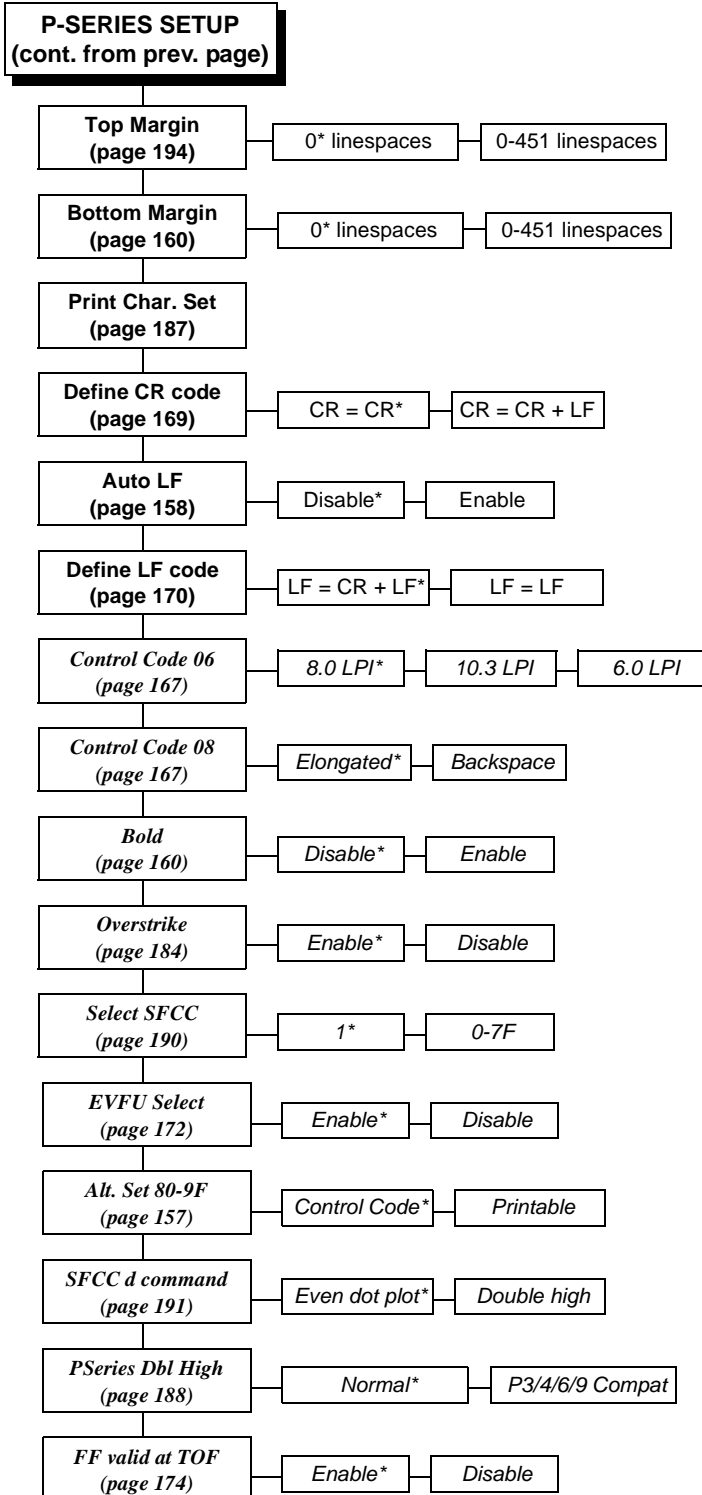 P-SERIES SETUP
(cont. from prev. page)
Top Margin
(page 194)
0* linespaces
0-451 linespaces
Bottom Margin
(page 160)
0* linespaces
0-451 linespaces
Print Char. Set
(page 187)
Define CR code
(page 169)
CR = CR*
CR = CR + LF
Auto LF
(page 158)
Disable*
Enable
Define LF code
(page 170)
LF = CR + LF*
LF = LF
Control Code 06
(page 167)
8.0 LPI*
10.3 LPI
6.0 LPI
Control Code 08
(page 167)
Elongated*
Backspace
Bold
(page 160)
Disable*
Enable
Overstrike
(page 184)
Enable*
Disable
Select SFCC
(page 190)
1*
0-7F
EVFU Select
(page 172)
Enable*
Disable
Alt. Set 80-9F
(page 157)
Control Code*
Printable
SFCC d command
(page 191)
Even dot plot*
Double high
PSeries Dbl High
(page 188)
Normal*
P3/4/6/9 Compat
FF valid at TOF
(page 174)
Enable*
Disable